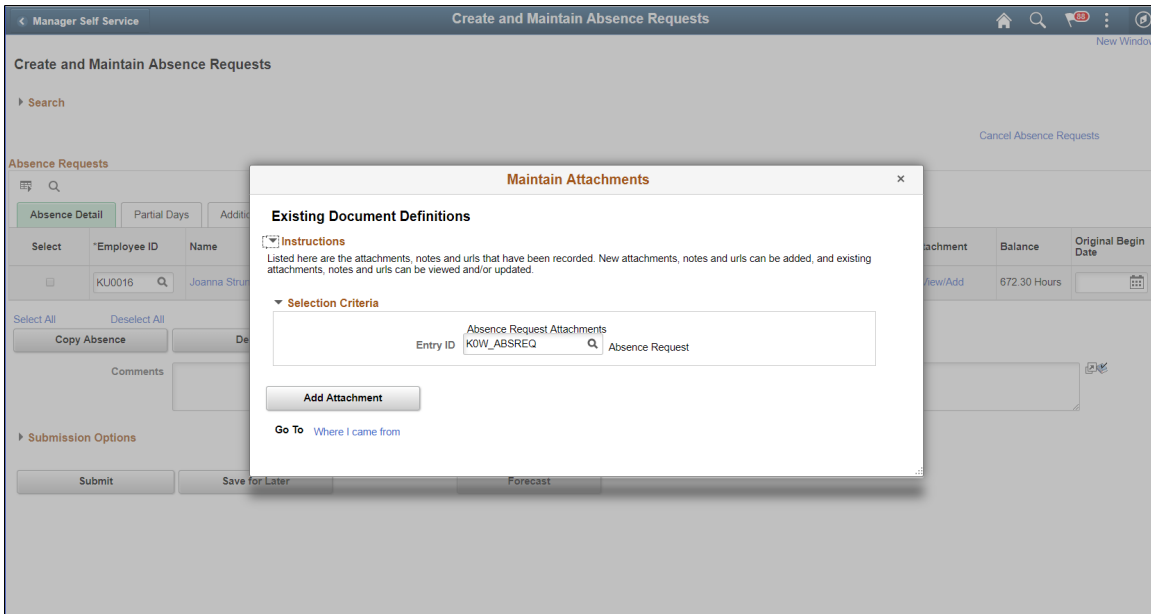 Manager Self Service
Create and Maintain Absence Requests
88
New Window
Create and Maintain Absence Requests
Search
Cancel Absence Requests
Absence Requests
Maintain Attachments
×
Absence Detail
Partial Days
Existing Document Definitions
Select
*Employee ID
Name
Instructions
Balance
Original Begin
Date
Listed here are the attachments, notes and urls that have been recorded. New attachments, notes and urls can be added, and existing
attachments, notes and urls can be viewed and/or updated.
KU0016
Joanna
View/Add
672.30 Hours
Selection Criteria
Select All
Deselect All
Absence Request Attachments
Copy Absence
Entry ID
K0W_ABSREQ
Absence Request
Comments
Add Attachment
Go To
Where I came from
Submission Options
Submit
Save for Later
Forecast